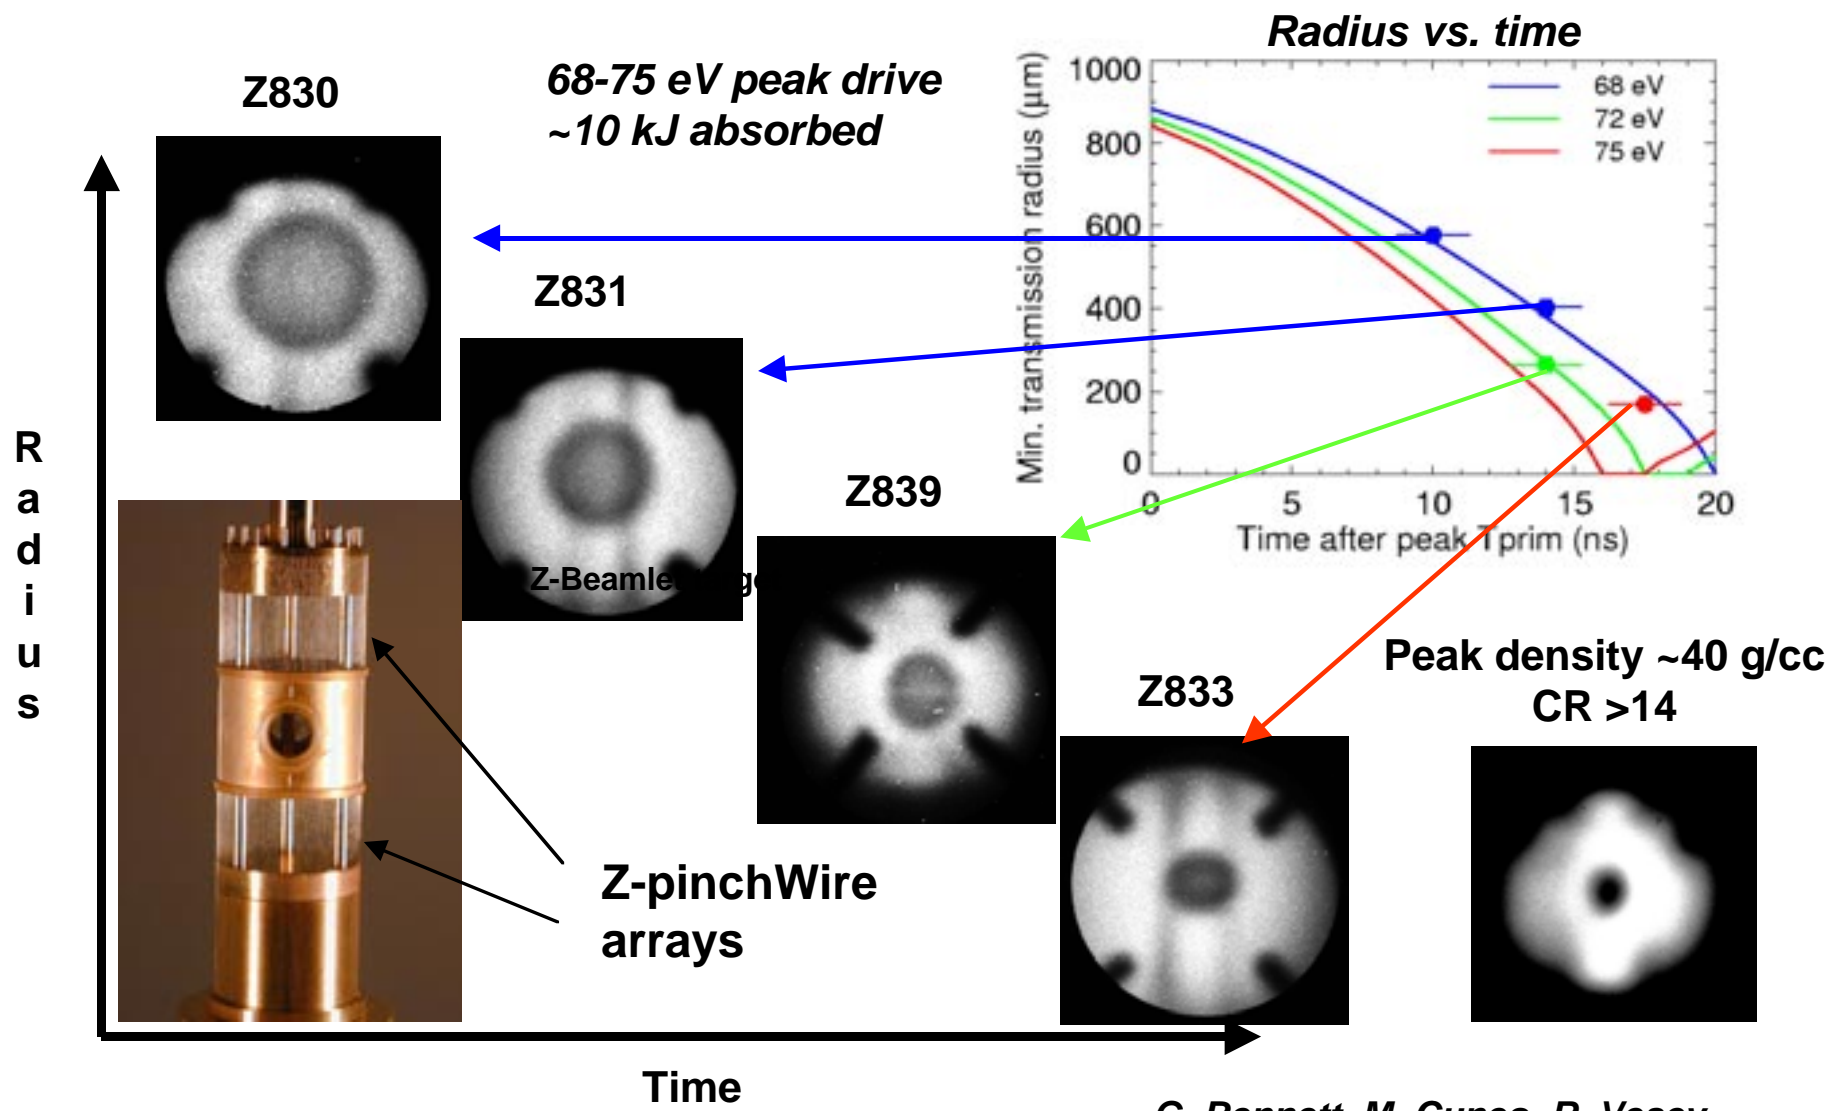 Radius vs. time
68-75 eV peak drive
~10 kJ absorbed
Z830
1000
800
600
400
200
0
Min. transmission radius (μm)
68 eV
72 eV
75 eV
0 5 10 15 20
Time after peak Tprim (ns)
Z831
Z-Beamle
Z839
Z833
Peak density ~40 g/cc
CR >14
Radius
Z-pinchWire
arrays
Time